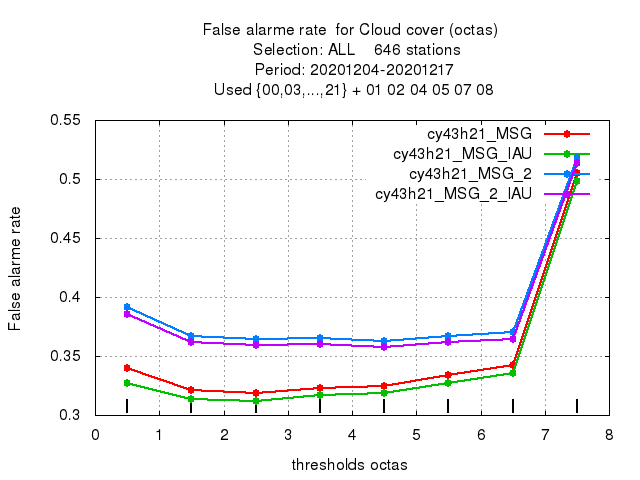 False alarme rate  for Cloud cover (octas)
Selection: ALL    646 stations
Period: 20201204-20201217
Used {00,03,...,21} + 01 02 04 05 07 08
cy43h21_MSG
cy43h21_MSG_IAU
cy43h21_MSG_2
cy43h21_MSG_2_IAU
False alarme rate
0.55
0.5
0.45
0.4
0.35
0.3
0 1 2 3 4 5 6 7 8
thresholds octas